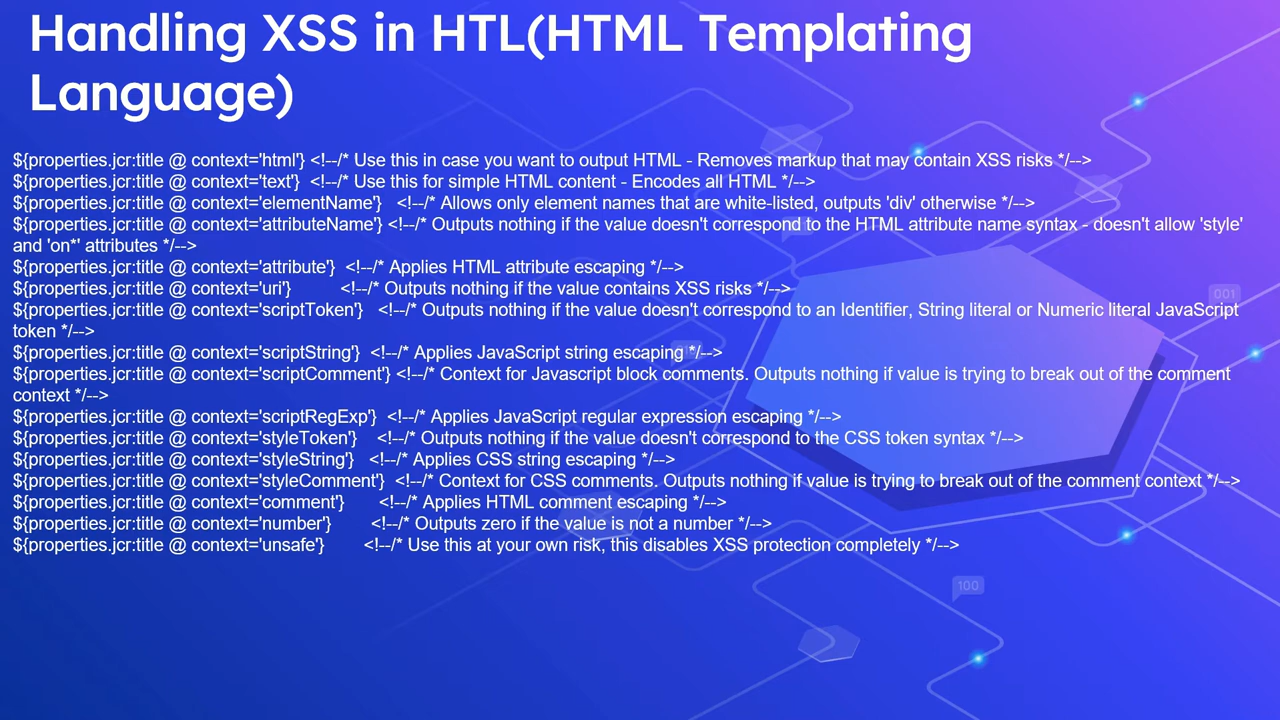 Handling XSS in HTL(HTML Templating
Language)
${properties.jcr:title @ context='html'} <!--/* Use this in case you want to output HTML - Removes markup that may contain XSS risks */-->
${properties.jcr:title @ context='text'} <!--/* Use this for simple HTML content - Encodes all HTML */-->
${properties.jcr:title @ context='elementName'} <!--/* Allows only element names that are white-listed, outputs 'div' otherwise */-->
${properties.jcr:title @ context='attributeName'} <!--/* Outputs nothing if the value doesn't correspond to the HTML attribute name syntax - doesn't allow 'style'
and 'on*' attributes */-->
${properties.jcr:title @ context='attribute'} <!--/* Applies HTML attribute escaping */-->
${properties.jcr:title @ context='uri'} <!--/* Outputs nothing if the value contains XSS risks */-->
001
${properties.jcr:title @ context='scriptToken'} <!--/* Outputs nothing if the value doesn't correspond to an Identifier, String literal or Numeric literal JavaScript
token */-->
${properties.jcr:title @ context='scriptString'} <!--/* Applies JavaScript string escaping */-->
${properties.jcr:title @ context='scriptComment'} <!--/* Context for Javascript block comments. Outputs nothing if value is trying to break out of the comment
context */-->
${properties.jcr:title @ context='scriptRegExp'} <!--/* Applies JavaScript regular expression escaping */-->
${properties.jcr:title @ context='styleToken'} <!--/* Outputs nothing if the value doesn't correspond to the CSS token syntax */-->
${properties.jcr:title @ context='styleString'} <!--/* Applies CSS string escaping */-->
${properties.jcr:title @ context='styleComment'} <!--/* Context for CSS comments. Outputs nothing if value is trying to break out of the comment context */-->
${properties.jcr:title @ context='comment'} <!--/* Applies HTML comment escaping */-->
${properties.jcr:title @ context='number'} <!--/* Outputs zero if the value is not a number */-->
${properties.jcr:title @ context='unsafe'} <!--/* Use this at your own risk, this disables XSS protection completely */-->
100